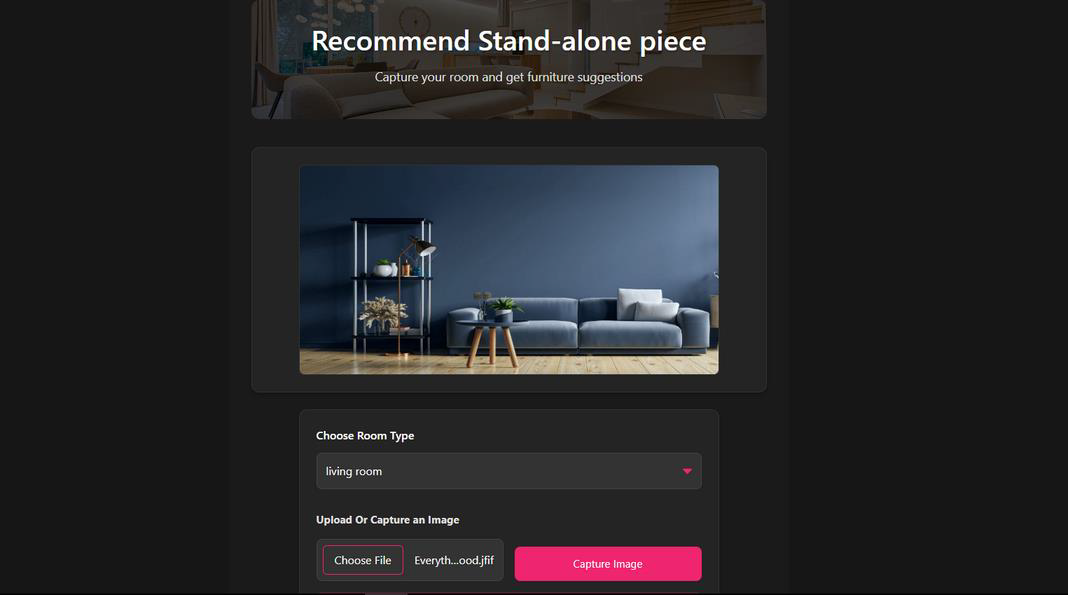 Recommend Stand-alone piece
Capture your room and get furniture suggestions
Choose Room Type
living room
Upload Or Capture an Image
Choose File Everyth...ood.jfif
Capture Image